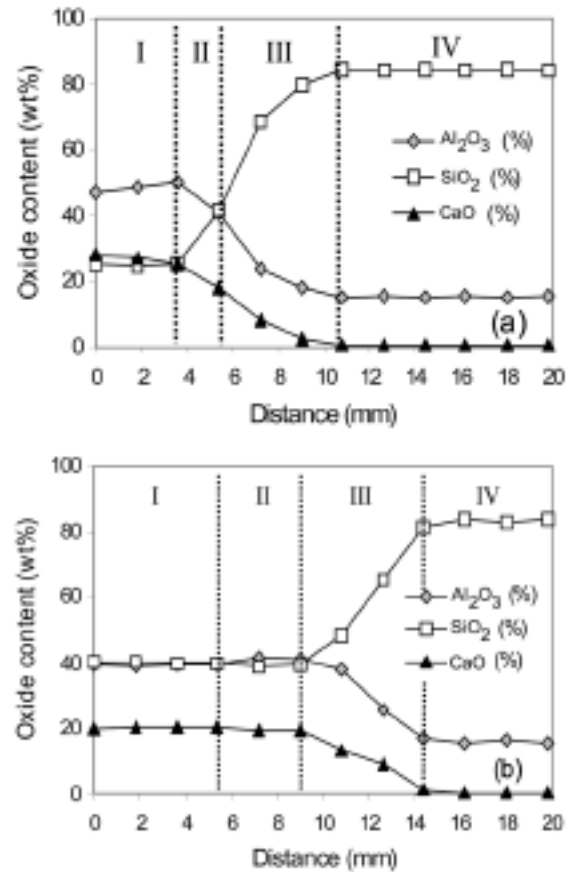 100
80
60
40
20
0
Oxide content (wt%)
I II III IV
Al₂O₃ (%)
SiO₂ (%)
CaO (%)
(a)
0 2 4 6 8 10 12 14 16 18 20
Distance (mm)
100
80
60
40
20
0
Oxide content (wt%)
I II III IV
Al₂O₃ (%)
SiO₂ (%)
CaO (%)
(b)
0 2 4 6 8 10 12 14 16 18 20
Distance (mm)